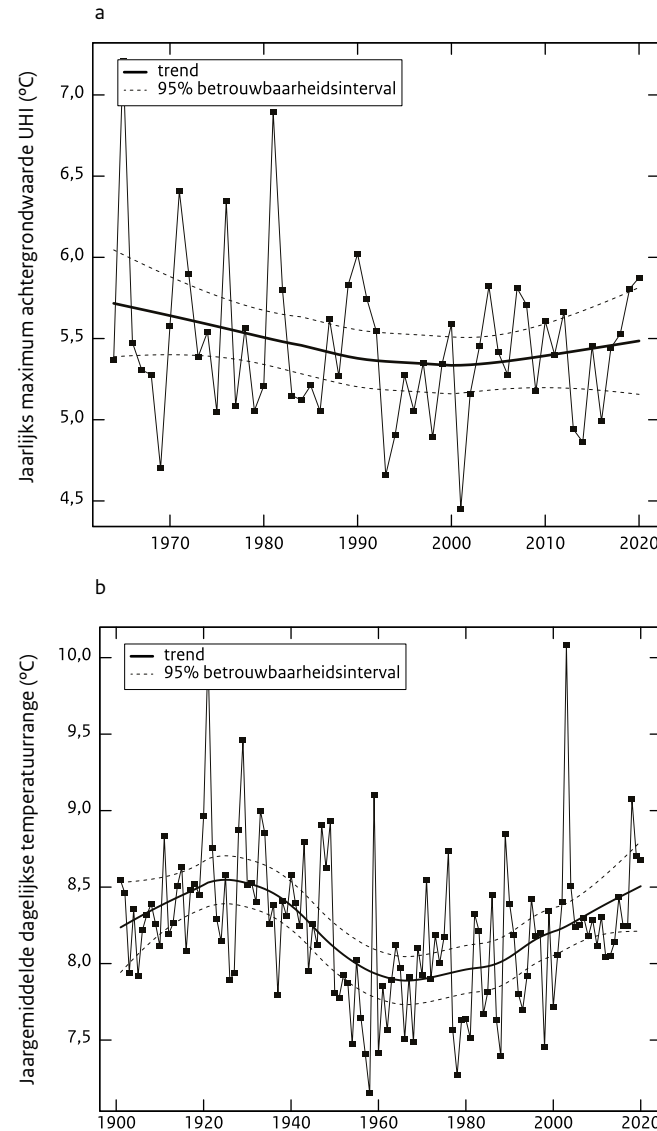 a
Jaarlijks maximum achtergrondwaarde UHI (ºC)
trend
95% betrouwbaarheidsinterval
7,0
6,5
6,0
5,5
5,0
4,5
1970 1980 1990 2000 2010 2020
b
Jaargemiddelde dagelijkse temperatuurrange (ºC)
trend
95% betrouwbaarheidsinterval
10,0
9,5
9,0
8,5
8,0
7,5
1900 1920 1940 1960 1980 2000 2020